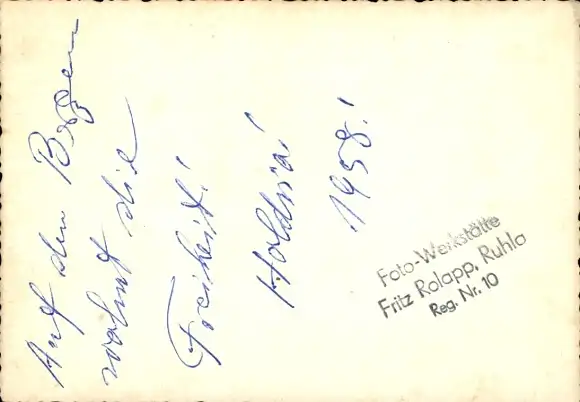 Auf den Bergen
wohnt die
Freiheit!
Holdrio!
1958!
Foto-Werkstätte
Fritz Rolapp, Ruhla
Reg. Nr. 10